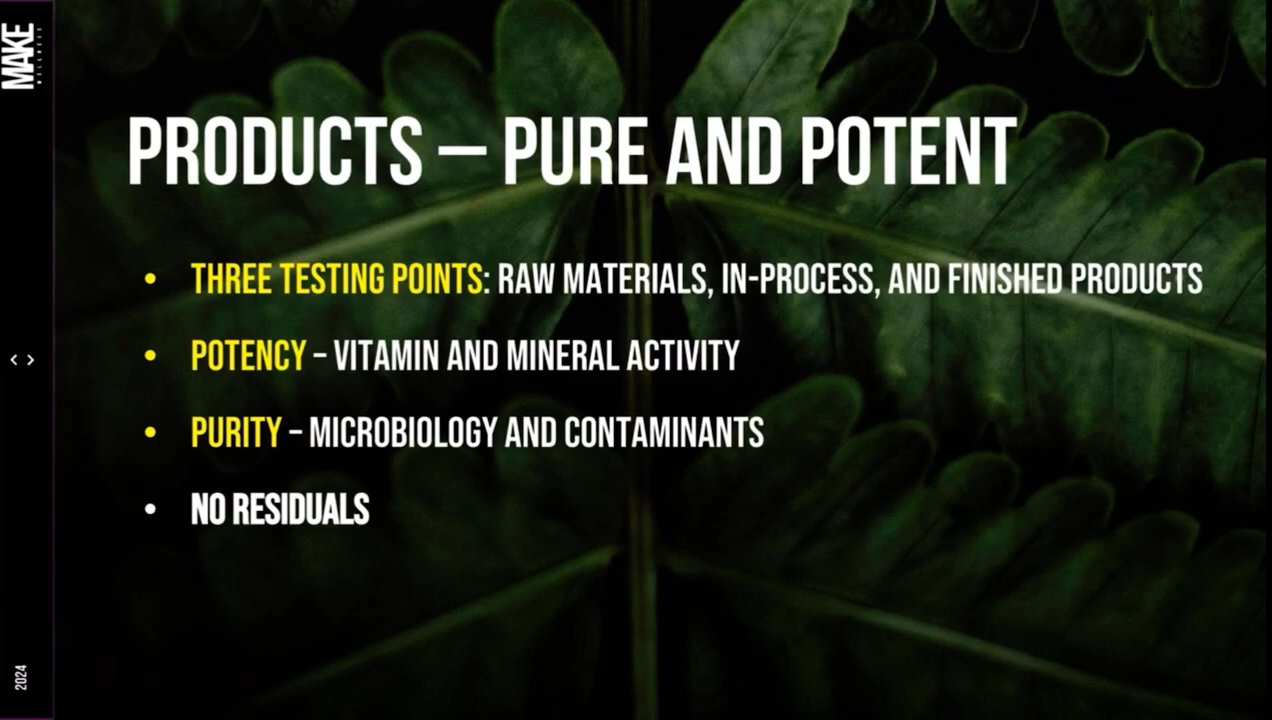 MAKE
WELLNESS
PRODUCTS – PURE AND POTENT
• THREE TESTING POINTS: RAW MATERIALS, IN-PROCESS, AND FINISHED PRODUCTS
• POTENCY – VITAMIN AND MINERAL ACTIVITY
• PURITY – MICROBIOLOGY AND CONTAMINANTS
• NO RESIDUALS
2024